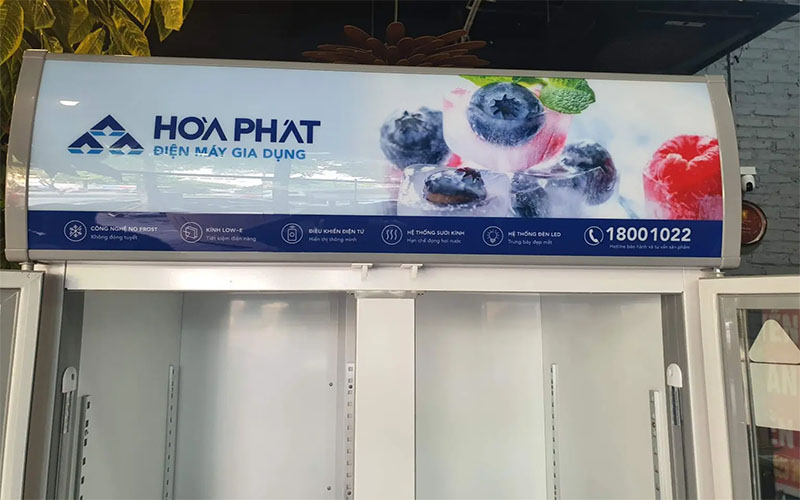 HÒA PHÁT
ĐIỆN MÁY GIA DỤNG
CÔNG NGHỆ NO FROST
Không đóng tuyết
KÍNH LOW-E
Tiết kiệm điện năng
ĐIỀU KHIỂN ĐIỆN TỬ
Hiển thị thông minh
HỆ THỐNG SƯỞI KÍNH
Hạn chế đọng hơi nước
HỆ THỐNG ĐÈN LED
Trưng bày đẹp mắt
18001022
Hotline bảo hành và tư vấn sản phẩm